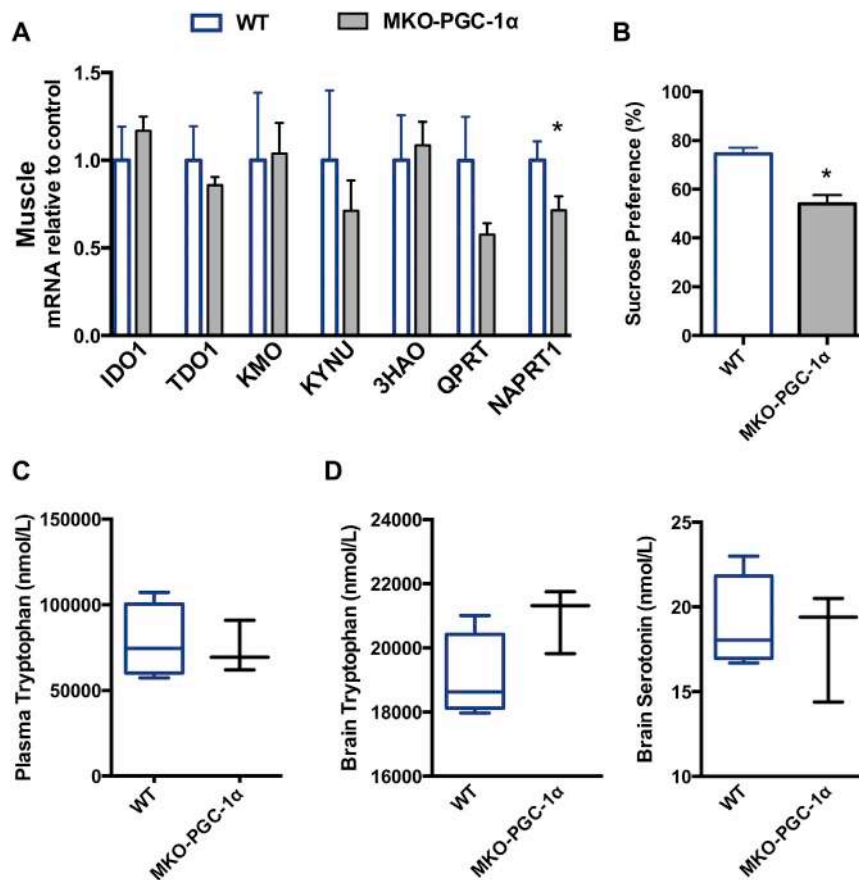 A
WT
MKO-PGC-1α
Muscle
mRNA relative to control
1.5
1.0
0.5
0.0
*
IDO1
TDO1
KMO
KYNU
3HAO
QPRT
NAPRT1
B
Sucrose Preference (%)
100
80
60
40
20
0
*
WT
MKO-PGC-1α
C
Plasma Tryptophan (nmol/L)
150000
100000
50000
0
WT
MKO-PGC-1α
D
Brain Tryptophan (nmol/L)
24000
22000
20000
18000
16000
WT
MKO-PGC-1α
Brain Serotonin (nmol/L)
25
20
15
10
WT
MKO-PGC-1α